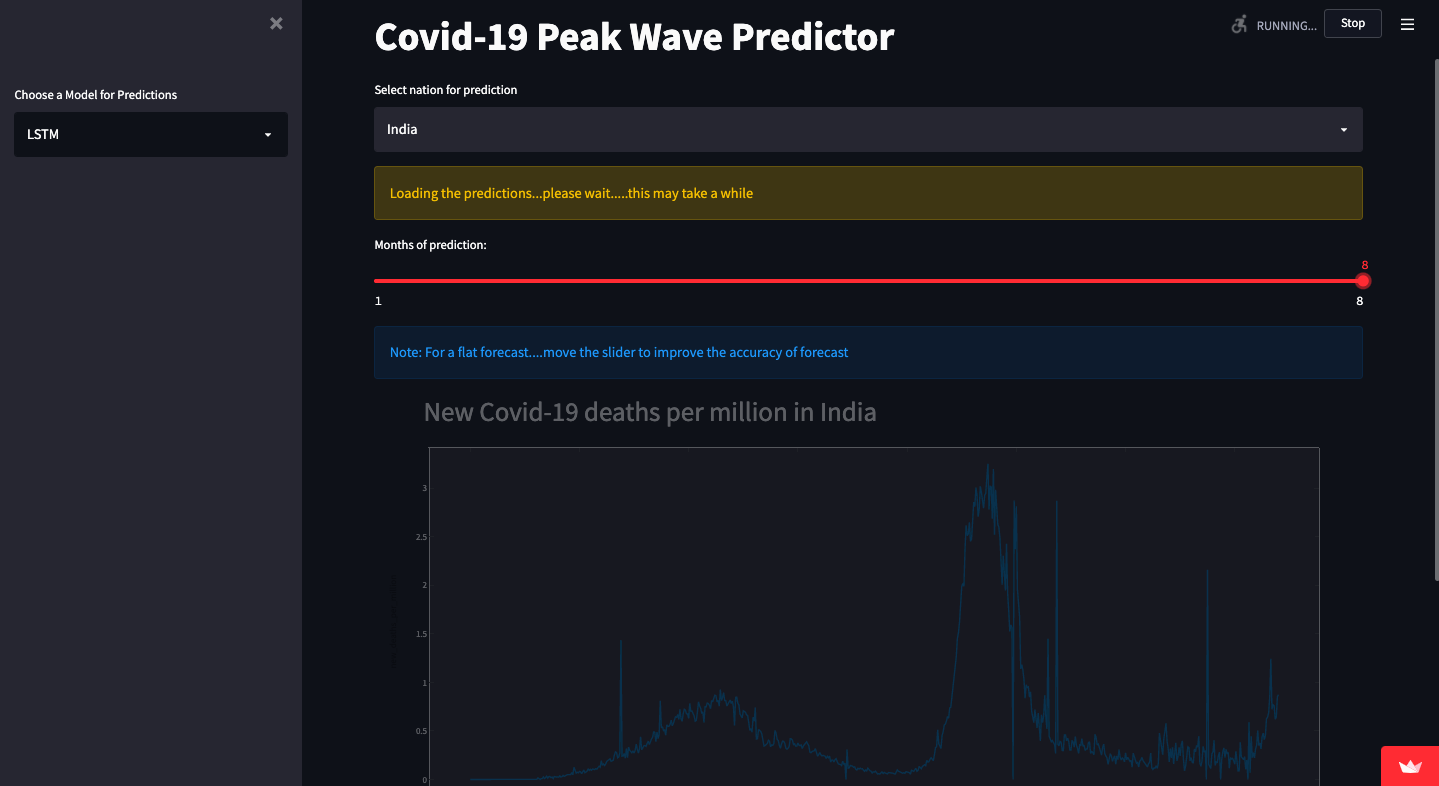 Covid-19 Peak Wave Predictor
RUNNING...
Stop
Choose a Model for Predictions
LSTM
Select nation for prediction
India
Loading the predictions...please wait.....this may take a while
Months of prediction:
8
1
8
Note: For a flat forecast....move the slider to improve the accuracy of forecast
New Covid-19 deaths per million in India
3
2.5
2
1.5
1
0.5
0